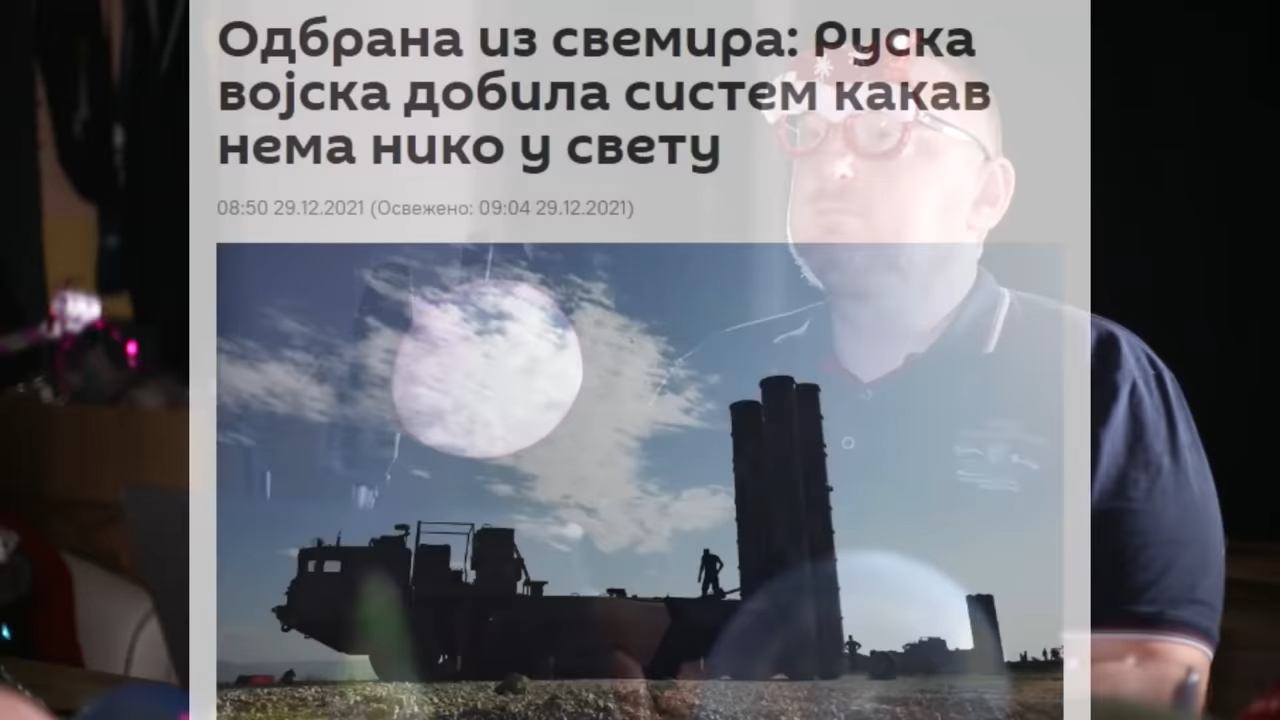 Одбрана из свемира: Руска
војска добила систем какав
нема нико у свету
08:50 29.12.2021 (Освежено: 09:04 29.12.2021)